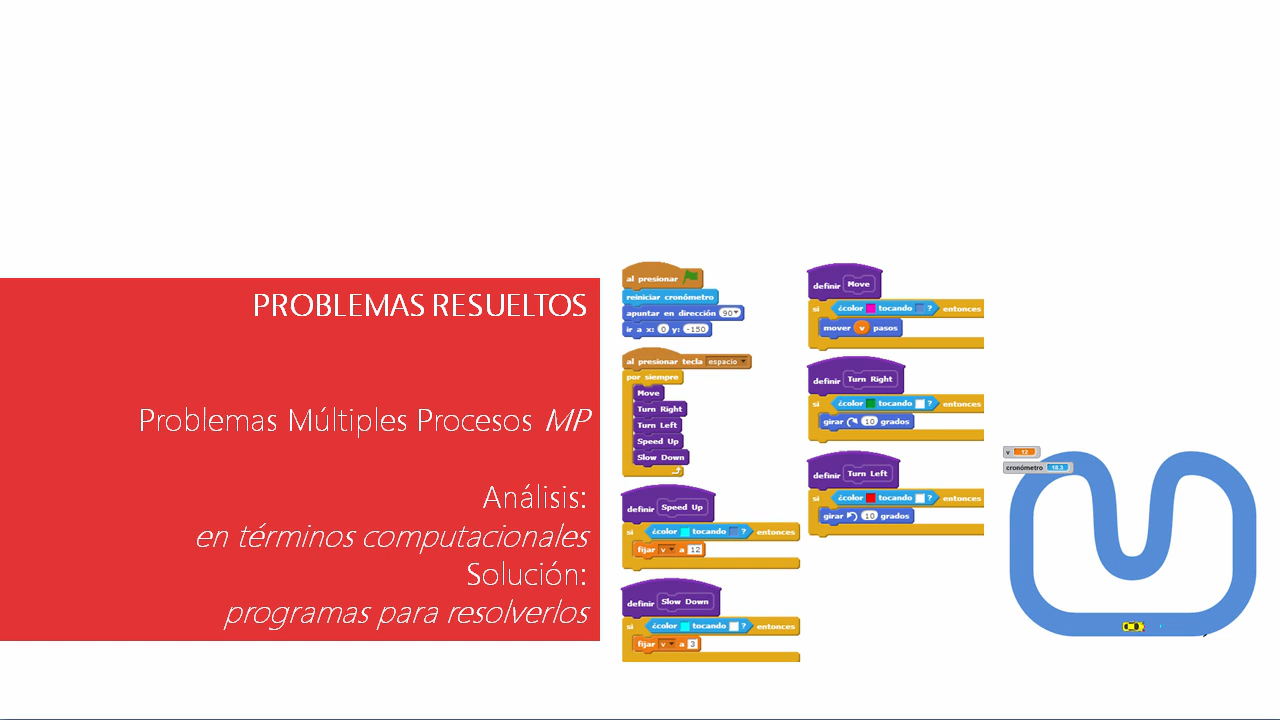 PROBLEMAS RESUELTOS
Problemas Múltiples Procesos MP
Análisis:
en términos computacionales
Solución:
programas para resolverlos
al presionar
reiniciar cronómetro
apuntar en dirección 90
ir a x: 0 y: -150
al presionar tecla espacio
por siempre
Move
Turn Right
Turn Left
Speed Up
Slow Down
definir Speed Up
si ¿color tocando ? entonces
fijar v a 12
definir Slow Down
si ¿color tocando ? entonces
fijar v a 3
definir Move
si ¿color tocando ? entonces
mover v pasos
definir Turn Right
si ¿color tocando ? entonces
girar 10 grados
definir Turn Left
si ¿color tocando ? entonces
girar 10 grados
v 12
cronómetro 18.3